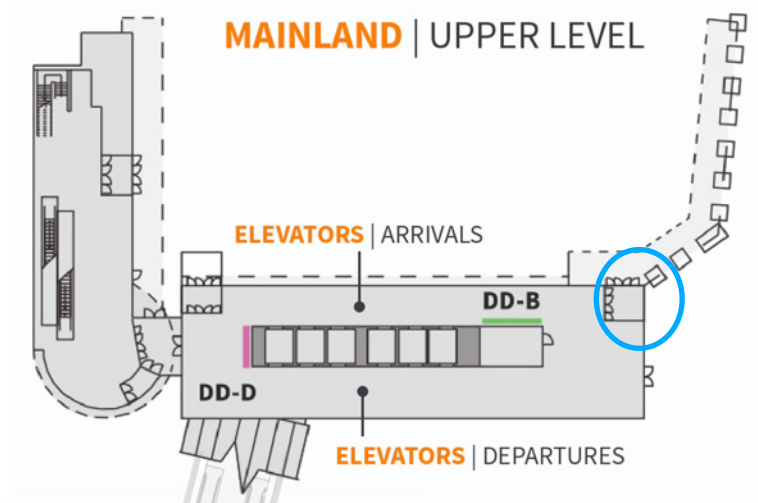 MAINLAND | UPPER LEVEL
ELEVATORS | ARRIVALS
DD-B
DD-D
ELEVATORS | DEPARTURES